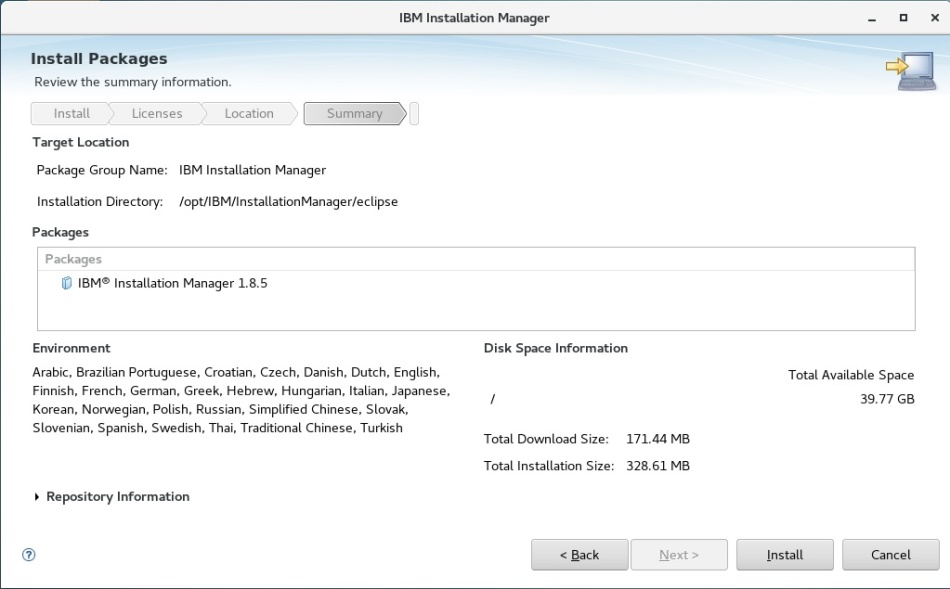 IBM Installation Manager
Install Packages
Review the summary information.
Install Licenses Location Summary
Target Location
Package Group Name: IBM Installation Manager
Installation Directory: /opt/IBM/InstallationManager/eclipse
Packages
Packages
IBM® Installation Manager 1.8.5
Environment
Arabic, Brazilian Portuguese, Croatian, Czech, Danish, Dutch, English,
Finnish, French, German, Greek, Hebrew, Hungarian, Italian, Japanese,
Korean, Norwegian, Polish, Russian, Simplified Chinese, Slovak,
Slovenian, Spanish, Swedish, Thai, Traditional Chinese, Turkish
Disk Space Information
Total Available Space
/ 39.77 GB
Total Download Size: 171.44 MB
Total Installation Size: 328.61 MB
Repository Information
? < Back Next > Install Cancel